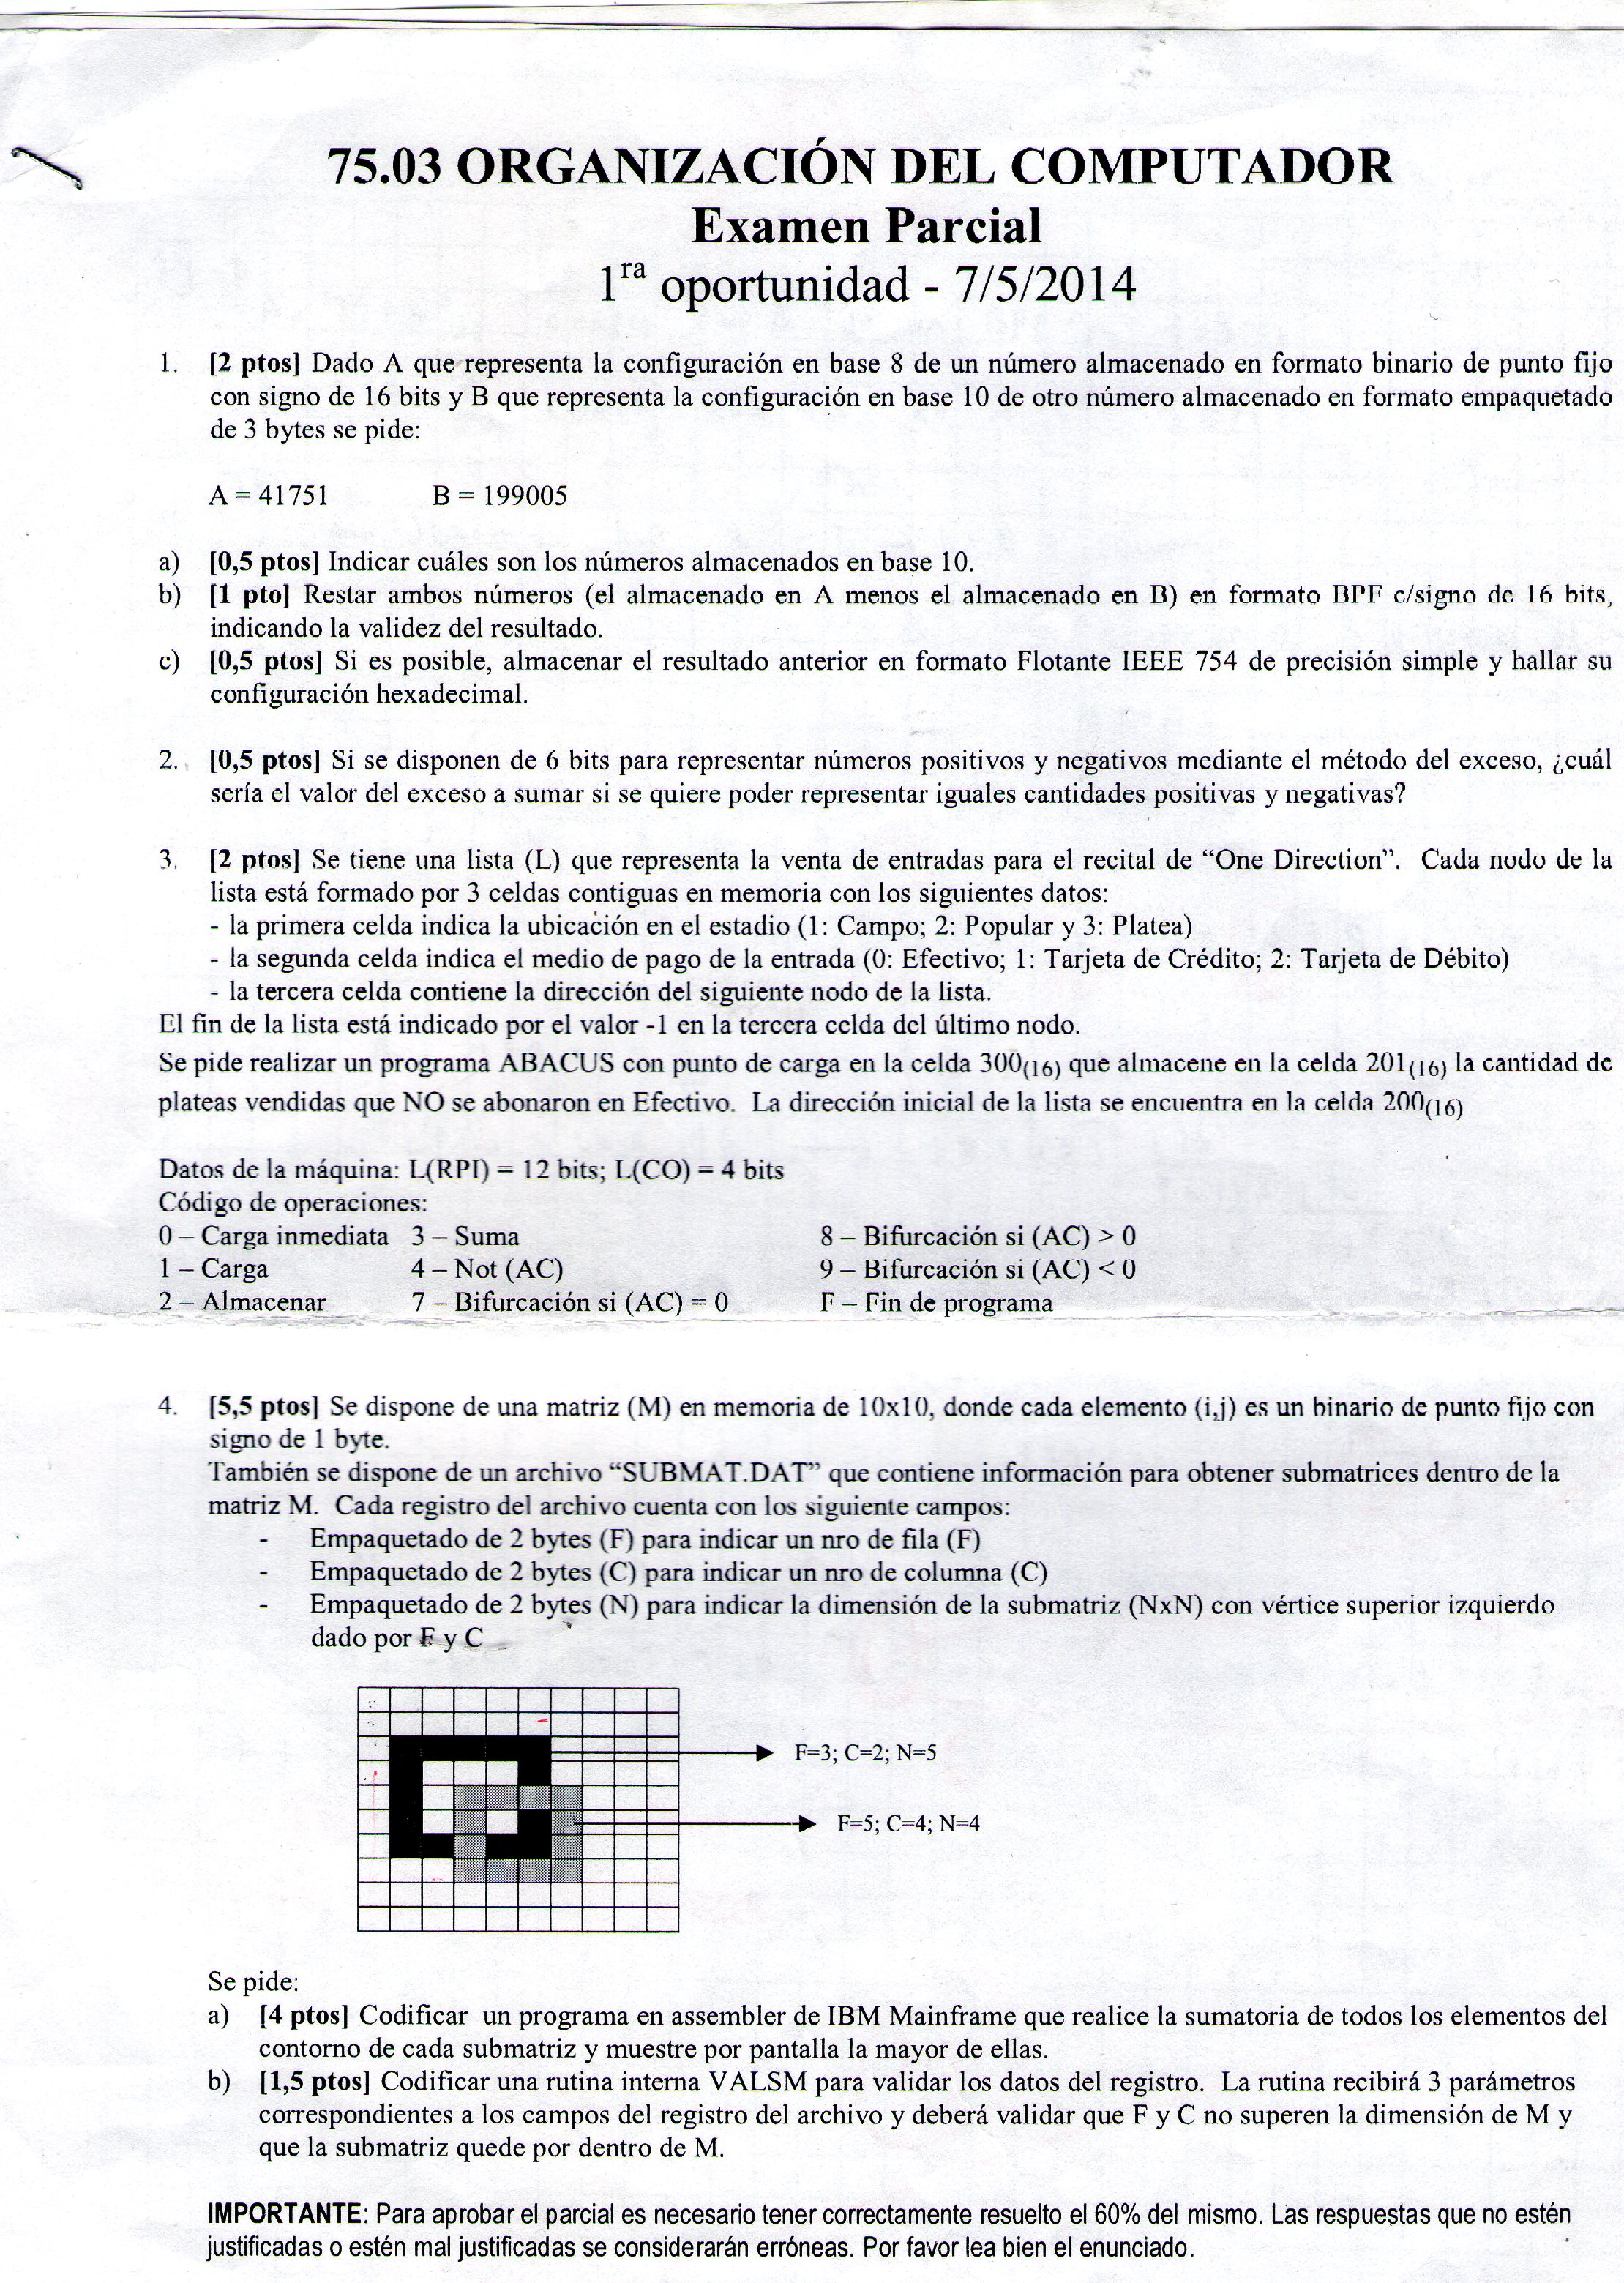 75.03 ORGANIZACIÓN DEL COMPUTADOR
Examen Parcial
1ra oportunidad - 7/5/2014
1. [2 ptos] Dado A que representa la configuración en base 8 de un número almacenado en formato binario de punto fijo
con signo de 16 bits y B que representa la configuración en base 10 de otro número almacenado en formato empaquetado
de 3 bytes se pide:
A = 41751 B = 199005
a) [0,5 ptos] Indicar cuáles son los números almacenados en base 10.
b) [1 pto] Restar ambos números (el almacenado en A menos el almacenado en B) en formato BPF c/signo de 16 bits,
indicando la validez del resultado.
c) [0,5 ptos] Si es posible, almacenar el resultado anterior en formato Flotante IEEE 754 de precisión simple y hallar su
configuración hexadecimal.
2. [0,5 ptos] Si se disponen de 6 bits para representar números positivos y negativos mediante el método del exceso, ¿cuál
sería el valor del exceso a sumar si se quiere poder representar iguales cantidades positivas y negativas?
3. [2 ptos] Se tiene una lista (L) que representa la venta de entradas para el recital de “One Direction”. Cada nodo de la
lista está formado por 3 celdas contiguas en memoria con los siguientes datos:
- la primera celda indica la ubicación en el estadio (1: Campo; 2: Popular y 3: Platea)
- la segunda celda indica el medio de pago de la entrada (0: Efectivo; 1: Tarjeta de Crédito; 2: Tarjeta de Débito)
- la tercera celda contiene la dirección del siguiente nodo de la lista.
El fin de la lista está indicado por el valor -1 en la tercera celda del último nodo.
Se pide realizar un programa ABACUS con punto de carga en la celda 300(16) que almacene en la celda 201(16) la cantidad de
plateas vendidas que NO se abonaron en Efectivo. La dirección inicial de la lista se encuentra en la celda 200(16)
Datos de la máquina: L(RPI) = 12 bits; L(CO) = 4 bits
Código de operaciones:
0 – Carga inmediata 3 – Suma 8 – Bifurcación si (AC) > 0
1 – Carga 4 – Not (AC) 9 – Bifurcación si (AC) < 0
2 – Almacenar 7 – Bifurcación si (AC) = 0 F – Fin de programa
4. [5,5 ptos] Se dispone de una matriz (M) en memoria de 10x10, donde cada elemento (i,j) es un binario de punto fijo con
signo de 1 byte.
También se dispone de un archivo “SUBMAT.DAT” que contiene información para obtener submatrices dentro de la
matriz M. Cada registro del archivo cuenta con los siguiente campos:
- Empaquetado de 2 bytes (F) para indicar un nro de fila (F)
- Empaquetado de 2 bytes (C) para indicar un nro de columna (C)
- Empaquetado de 2 bytes (N) para indicar la dimensión de la submatriz (NxN) con vértice superior izquierdo
dado por F y C
F=3; C=2; N=5
F=5; C=4; N=4
Se pide:
a) [4 ptos] Codificar un programa en assembler de IBM Mainframe que realice la sumatoria de todos los elementos del
contorno de cada submatriz y muestre por pantalla la mayor de ellas.
b) [1,5 ptos] Codificar una rutina interna VALSM para validar los datos del registro. La rutina recibirá 3 parámetros
correspondientes a los campos del registro del archivo y deberá validar que F y C no superen la dimensión de M y
que la submatriz quede por dentro de M.
IMPORTANTE: Para aprobar el parcial es necesario tener correctamente resuelto el 60% del mismo. Las respuestas que no estén
justificadas o estén mal justificadas se considerarán erróneas. Por favor lea bien el enunciado.